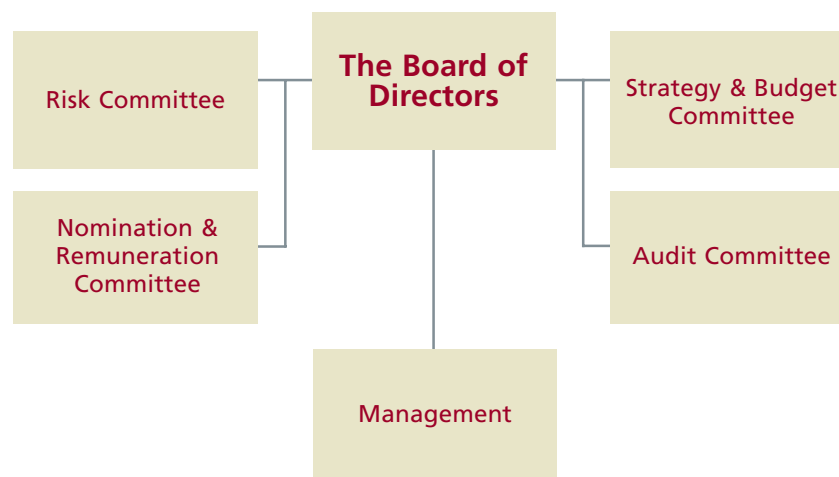 The Board of
Directors
Risk Committee
Strategy & Budget
Committee
Nomination &
Remuneration
Committee
Audit Committee
Management